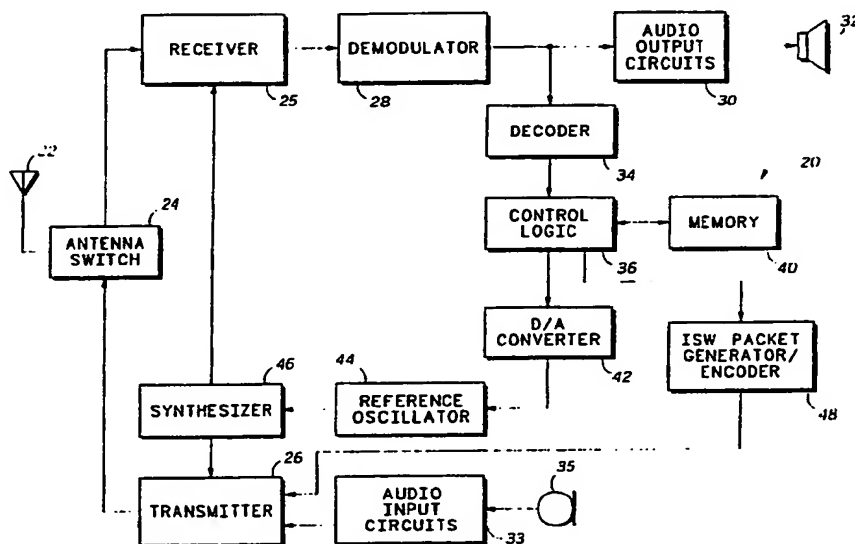 RECEIVER
25
DEMODULATOR
28
AUDIO
OUTPUT
CIRCUITS
30
32
DECODER
34
20
22
24
ANTENNA
SWITCH
CONTROL
LOGIC
36
MEMORY
40
D/A
CONVERTER
42
ISW PACKET
GENERATOR/
ENCODER
48
46
SYNTHESIZER
44
REFERENCE
OSCILLATOR
26
TRANSMITTER
AUDIO
INPUT
CIRCUITS
33
35